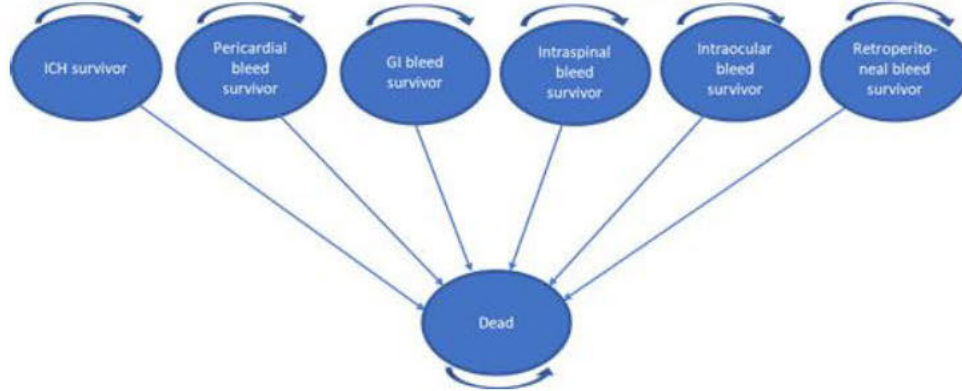 ICH survivor
Pericardial
bleed
survivor
GI bleed
survivor
Intraspinal
bleed
survivor
Intraocular
bleed
survivor
Retroperito-
neal bleed
survivor
Dead